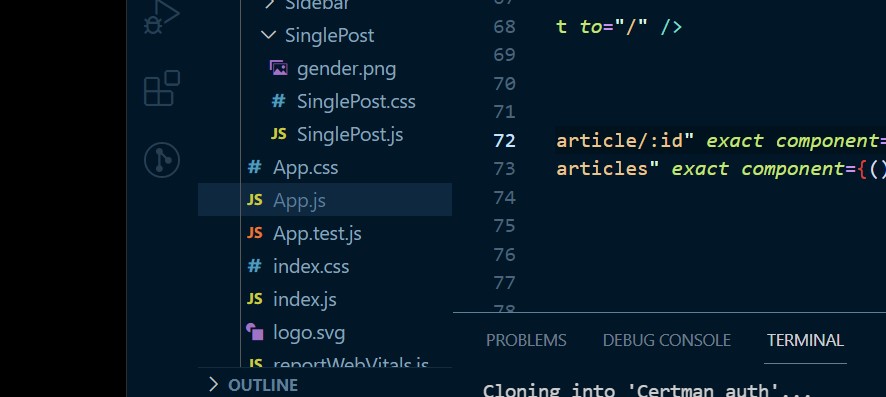 Sidebar
SinglePost
gender.png
# SinglePost.css
JS SinglePost.js
# App.css
JS App.js
JS App.test.js
# index.css
JS index.js
logo.svg
JS reportWebVitals.js
OUTLINE
67
68 t to="/" />
69
70
71
72 article/:id" exact component=
73 articles" exact component={()
74
75
76
77
78
PROBLEMS DEBUG CONSOLE TERMINAL
Cloning into 'Certman auth'...